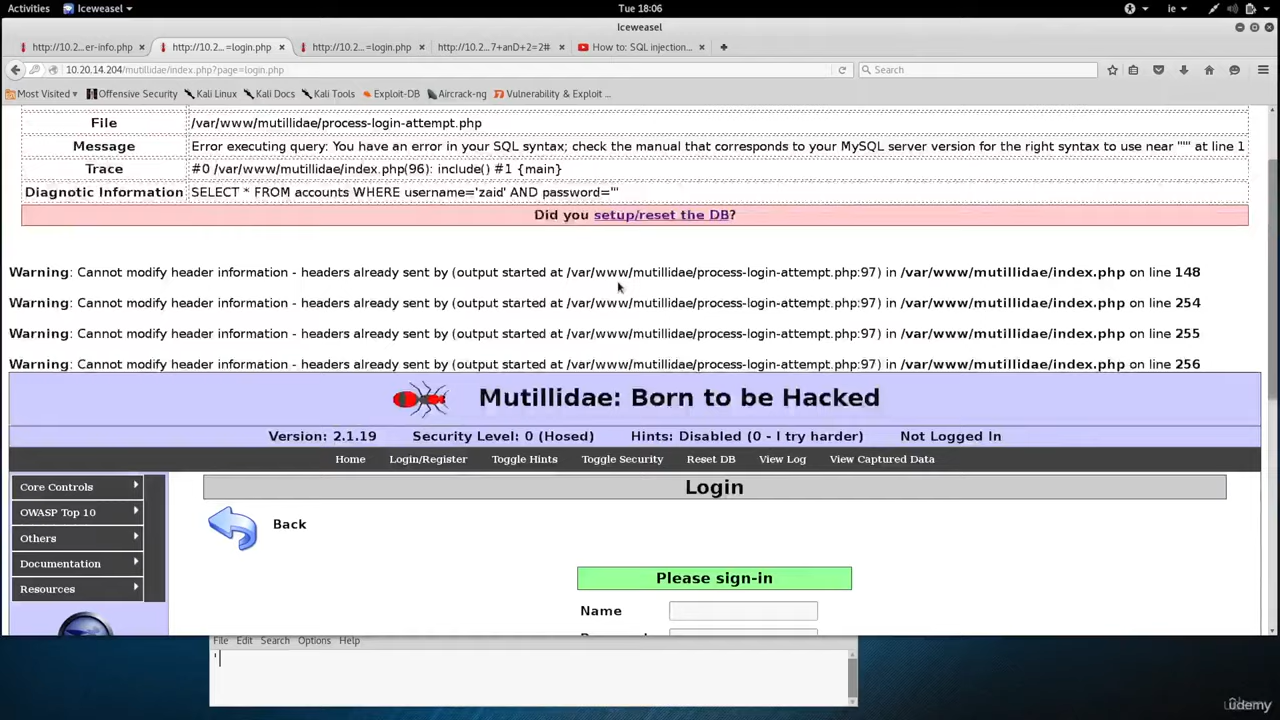 Activities Iceweasel Tue 18:06 ie
Iceweasel
http://10.2...er-info.php × http://10.2...=login.php × http://10.2...=login.php × http://10.2...7+anD+2=2# × How to: SQL injection... ×
10.20.14.204/mutillidae/index.php?page=login.php Search
Most Visited Offensive Security Kali Linux Kali Docs Kali Tools Exploit-DB Aircrack-ng Vulnerability & Exploit ...
File /var/www/mutillidae/process-login-attempt.php
Message Error executing query: You have an error in your SQL syntax; check the manual that corresponds to your MySQL server version for the right syntax to use near ''''' at line 1
Trace #0 /var/www/mutillidae/index.php(96): include() #1 {main}
Diagnostic Information SELECT * FROM accounts WHERE username='zaid' AND password='''
Did you setup/reset the DB?
Warning: Cannot modify header information - headers already sent by (output started at /var/www/mutillidae/process-login-attempt.php:97) in /var/www/mutillidae/index.php on line 148
Warning: Cannot modify header information - headers already sent by (output started at /var/www/mutillidae/process-login-attempt.php:97) in /var/www/mutillidae/index.php on line 254
Warning: Cannot modify header information - headers already sent by (output started at /var/www/mutillidae/process-login-attempt.php:97) in /var/www/mutillidae/index.php on line 255
Warning: Cannot modify header information - headers already sent by (output started at /var/www/mutillidae/process-login-attempt.php:97) in /var/www/mutillidae/index.php on line 256
Mutillidae: Born to be Hacked
Version: 2.1.19 Security Level: 0 (Hosed) Hints: Disabled (0 - I try harder) Not Logged In
Home Login/Register Toggle Hints Toggle Security Reset DB View Log View Captured Data
Core Controls
OWASP Top 10
Others
Documentation
Resources
Login
Back
Please sign-in
Name
File Edit Search Options Help
'
udemy